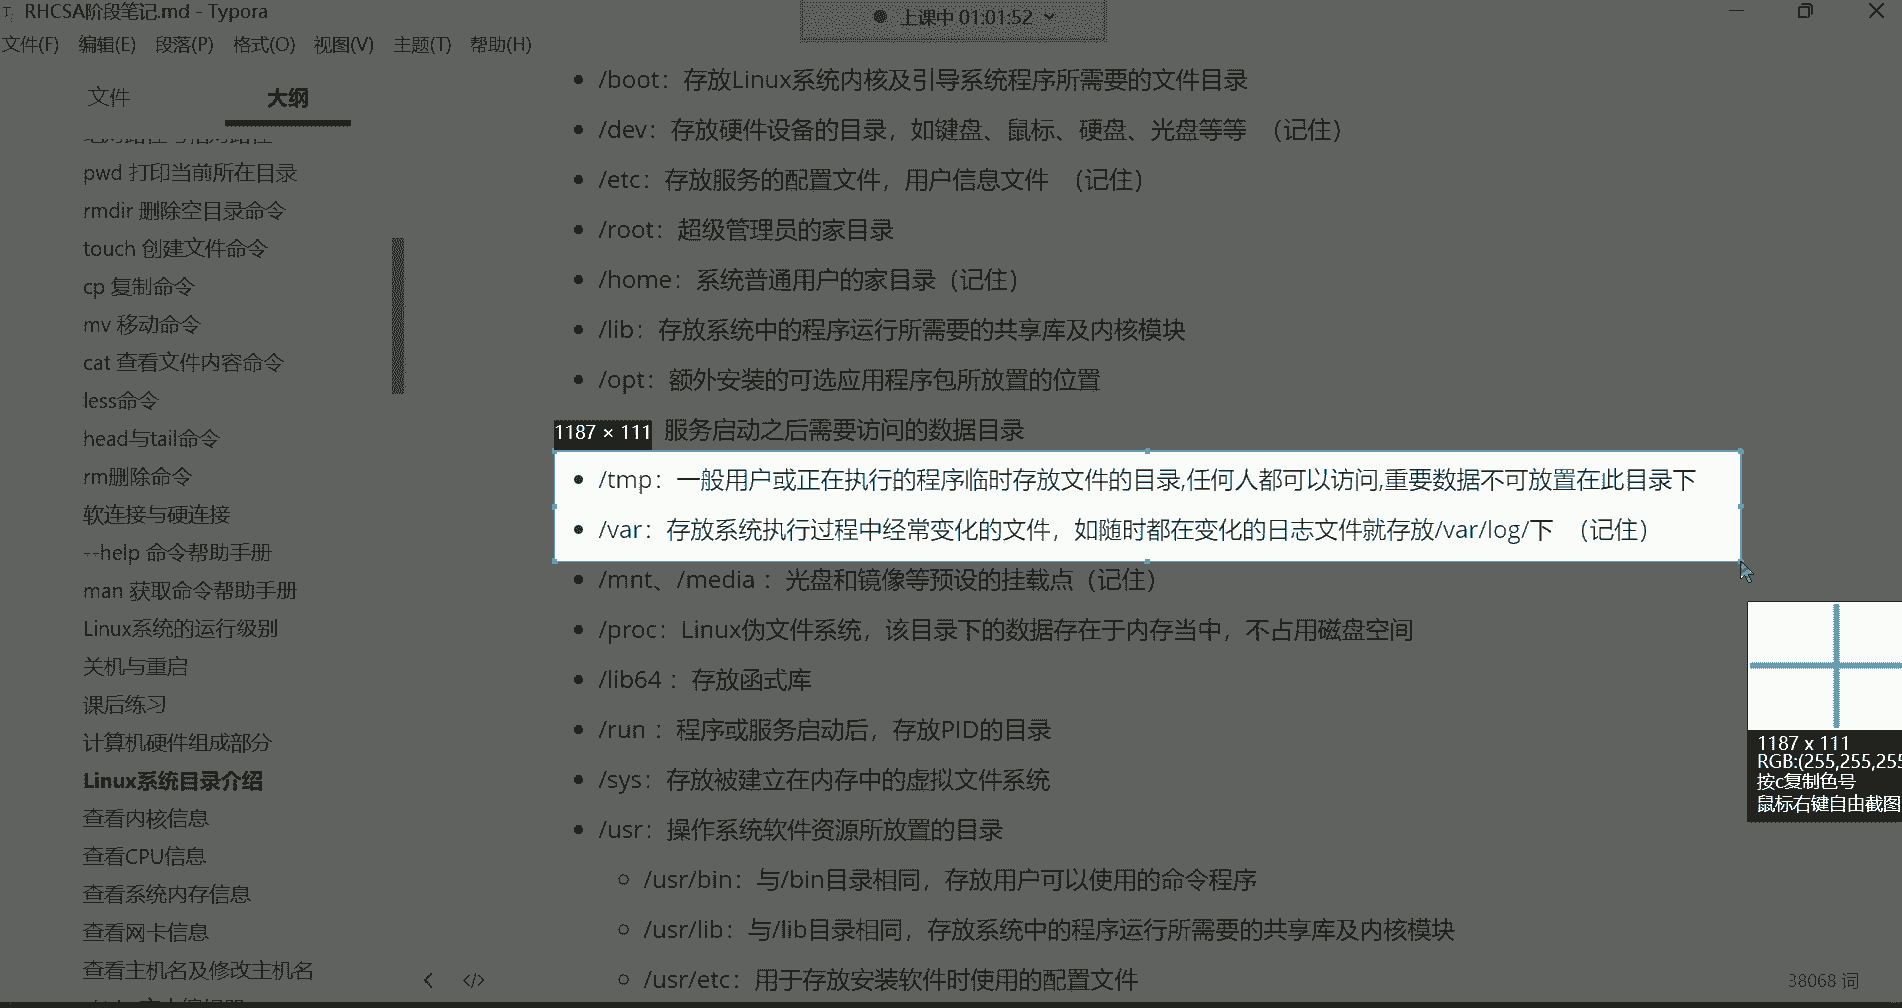 RHCSA阶段笔记.md - Typora
上课中 01:01:52
文件(F) 编辑(E) 段落(P) 格式(O) 视图(V) 主题(T) 帮助(H)
文件 大纲
pwd 打印当前所在目录
rmdir 删除空目录命令
touch 创建文件命令
cp 复制命令
mv 移动命令
cat 查看文件内容命令
less命令
head与tail命令
rm删除命令
软连接与硬连接
--help 命令帮助手册
man 获取命令帮助手册
Linux系统的运行级别
关机与重启
课后练习
计算机硬件组成部分
Linux系统目录介绍
查看内核信息
查看CPU信息
查看系统内存信息
查看网卡信息
查看主机名及修改主机名
/boot：存放Linux系统内核及引导系统程序所需要的文件目录
/dev：存放硬件设备的目录，如键盘、鼠标、硬盘、光盘等等 （记住）
/etc：存放服务的配置文件，用户信息文件 （记住）
/root：超级管理员的家目录
/home：系统普通用户的家目录（记住）
/lib：存放系统中的程序运行所需要的共享库及内核模块
/opt：额外安装的可选应用程序包所放置的位置
1187 × 111 服务启动之后需要访问的数据目录
/tmp：一般用户或正在执行的程序临时存放文件的目录,任何人都可以访问,重要数据不可放置在此目录下
/var：存放系统执行过程中经常变化的文件，如随时都在变化的日志文件就存放/var/log/下 （记住）
/mnt、/media ：光盘和镜像等预设的挂载点（记住）
/proc：Linux伪文件系统，该目录下的数据存在于内存当中，不占用磁盘空间
/lib64 ：存放函式库
/run ：程序或服务启动后，存放PID的目录
/sys：存放被建立在内存中的虚拟文件系统
/usr：操作系统软件资源所放置的目录
/usr/bin：与/bin目录相同，存放用户可以使用的命令程序
/usr/lib：与/lib目录相同，存放系统中的程序运行所需要的共享库及内核模块
/usr/etc：用于存放安装软件时使用的配置文件
1187 x 111
RGB:(255,255,255
按c复制色号
鼠标右键自由截图
38068 词